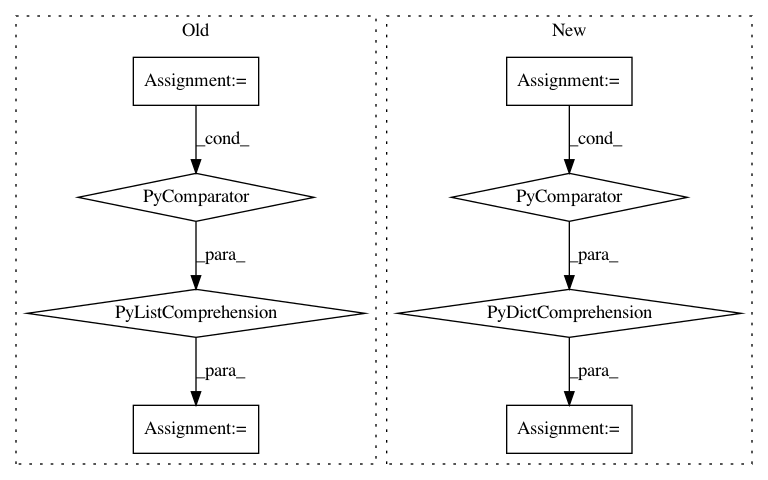 Old
New
Assignment:=
Assignment:=
_cond_
_cond_
PyComparator
PyComparator
_para_
_para_
PyListComprehension
PyDictComprehension
_para_
_para_
Assignment:=
Assignment:=